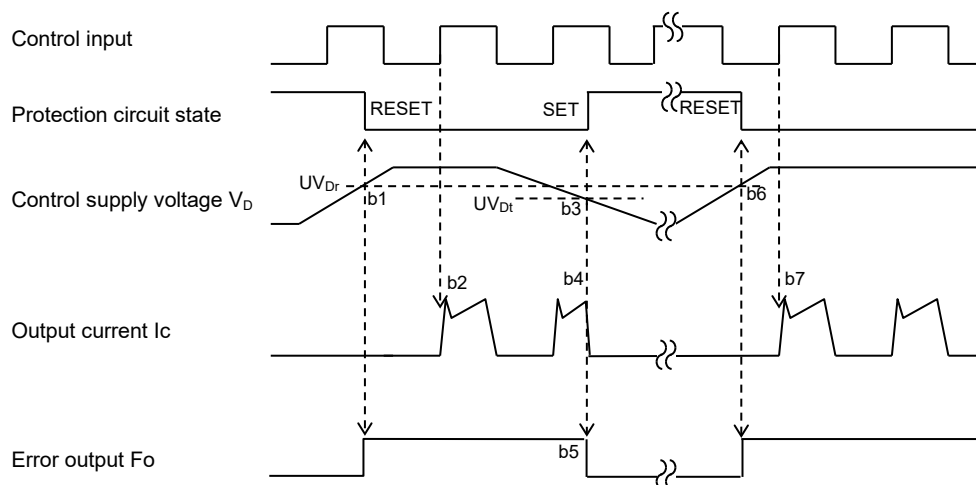 Control input
Protection circuit state
RESET
SET
RESET
Control supply voltage VD
UVDr
b1
UVDt
b3
b6
b2
b4
b7
Output current Ic
b5
Error output Fo